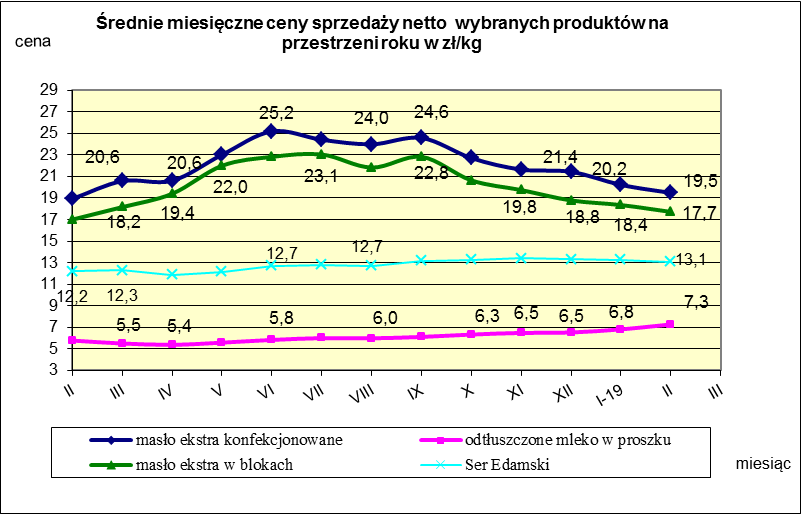 Średnie miesięczne ceny sprzedaży netto wybranych produktów na
przestrzeni roku w zł/kg
cena
29
27
25
23
21
19
17
15
13
11
9
7
5
3
20,6
20,6
25,2
24,0
24,6
21,4
20,2
19,5
18,2
19,4
22,0
23,1
22,8
19,8
18,8
18,4
17,7
12,2
12,3
12,7
12,7
13,1
5,5
5,4
5,8
6,0
6,3
6,5
6,5
6,8
7,3
II
III
IV
V
VI
VII
VIII
IX
X
XI
XII
I-19
II
III
masło ekstra konfekcjonowane
odtłuszczone mleko w proszku
masło ekstra w blokach
Ser Edamski
miesiąc